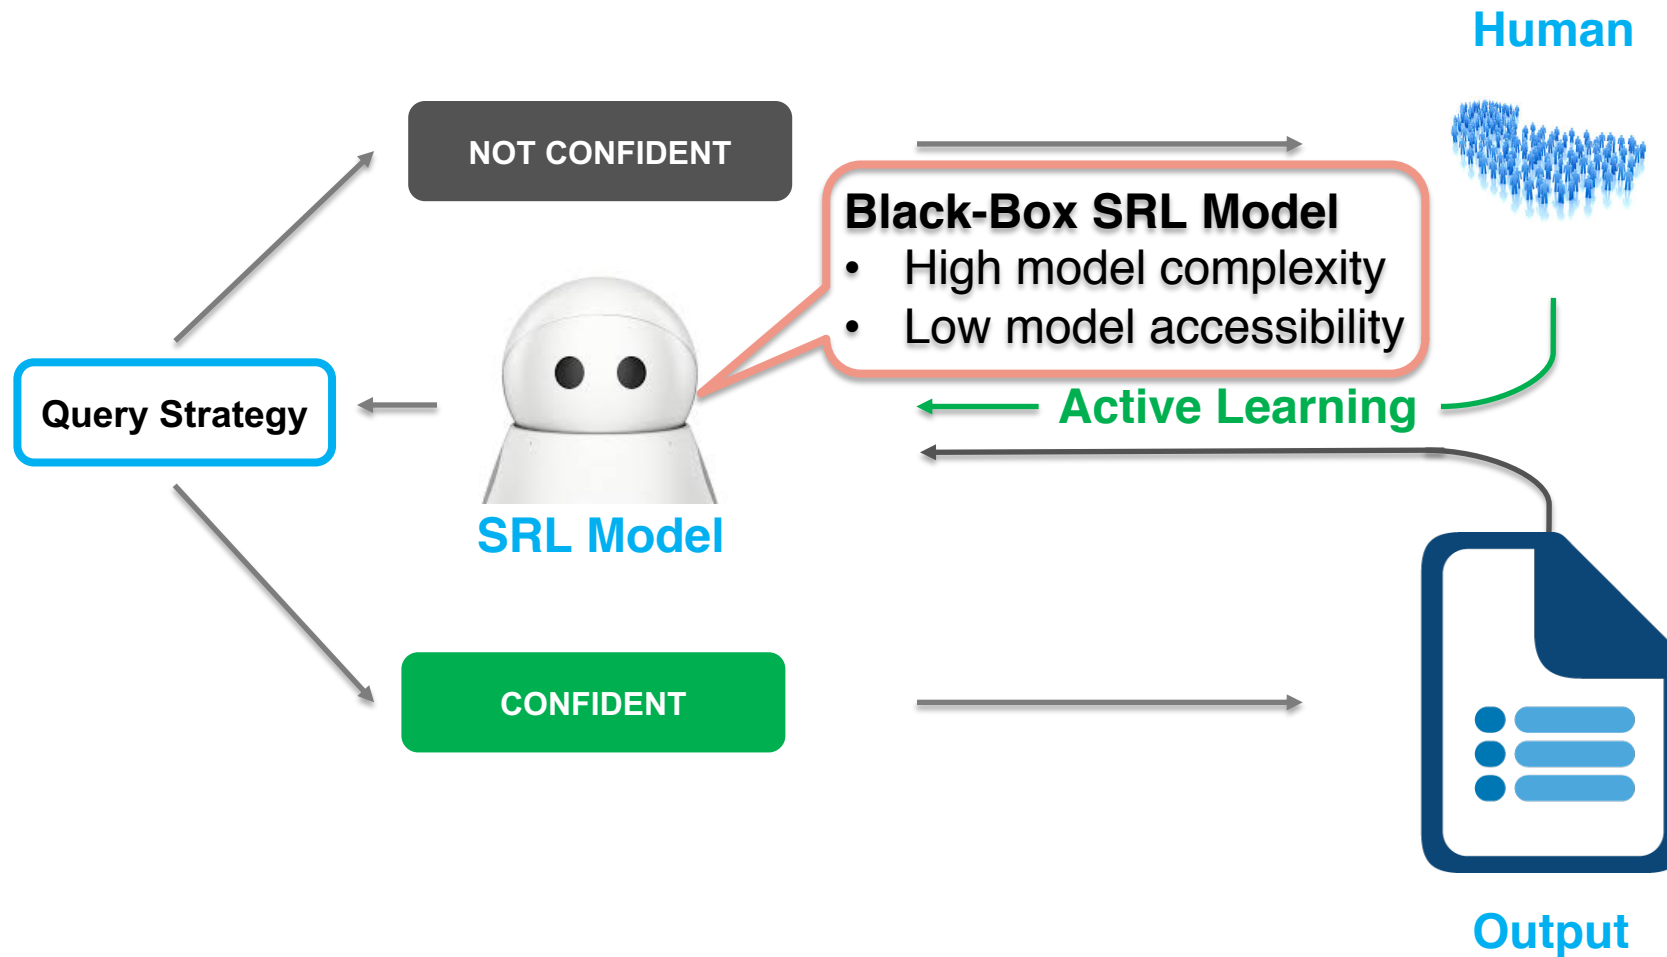 Human
NOT CONFIDENT
Black-Box SRL Model
• High model complexity
• Low model accessibility
Query Strategy
Active Learning
SRL Model
CONFIDENT
Output